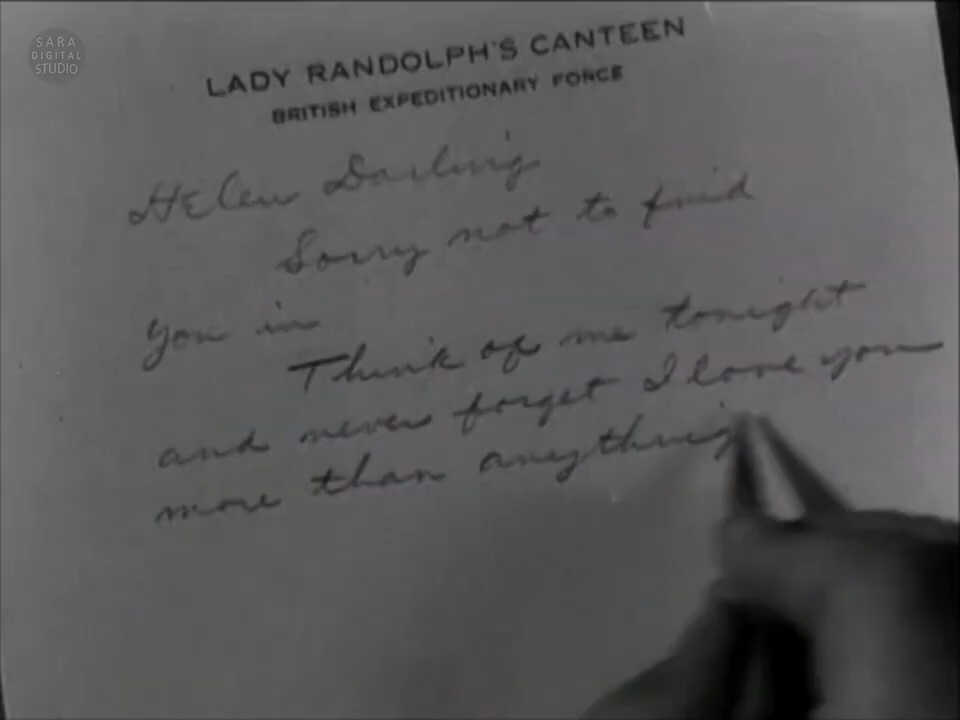 SARA
DIGITAL
STUDIO
LADY RANDOLPH'S CANTEEN
BRITISH EXPEDITIONARY FORCE
Helen Darling
Sorry not to find
you in
Think of me tonight
and never forget I love you
more than anything